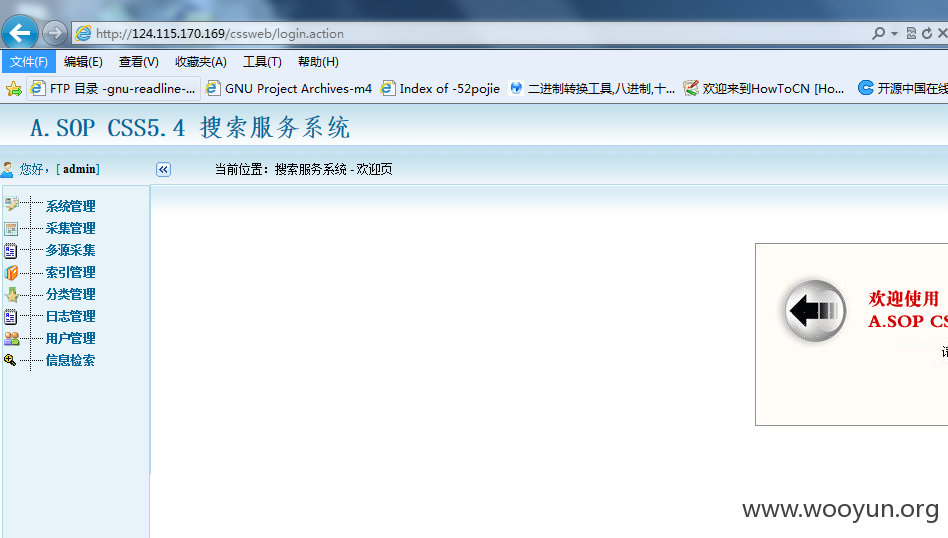 http://124.115.170.169/cssweb/login.action
文件(F) 编辑(E) 查看(V) 收藏夹(A) 工具(T) 帮助(H)
FTP 目录 -gnu-readline-... GNU Project Archives-m4 Index of -52pojie 二进制转换工具,八进制,十... 欢迎来到HowToCN [Ho... 开源中国在线
A.SOP CSS5.4 搜索服务系统
您好，[ admin] 当前位置：搜索服务系统 - 欢迎页
系统管理
采集管理
多源采集
索引管理
分类管理
日志管理
用户管理
信息检索
欢迎使用
A.SOP CS
www.wooyun.org